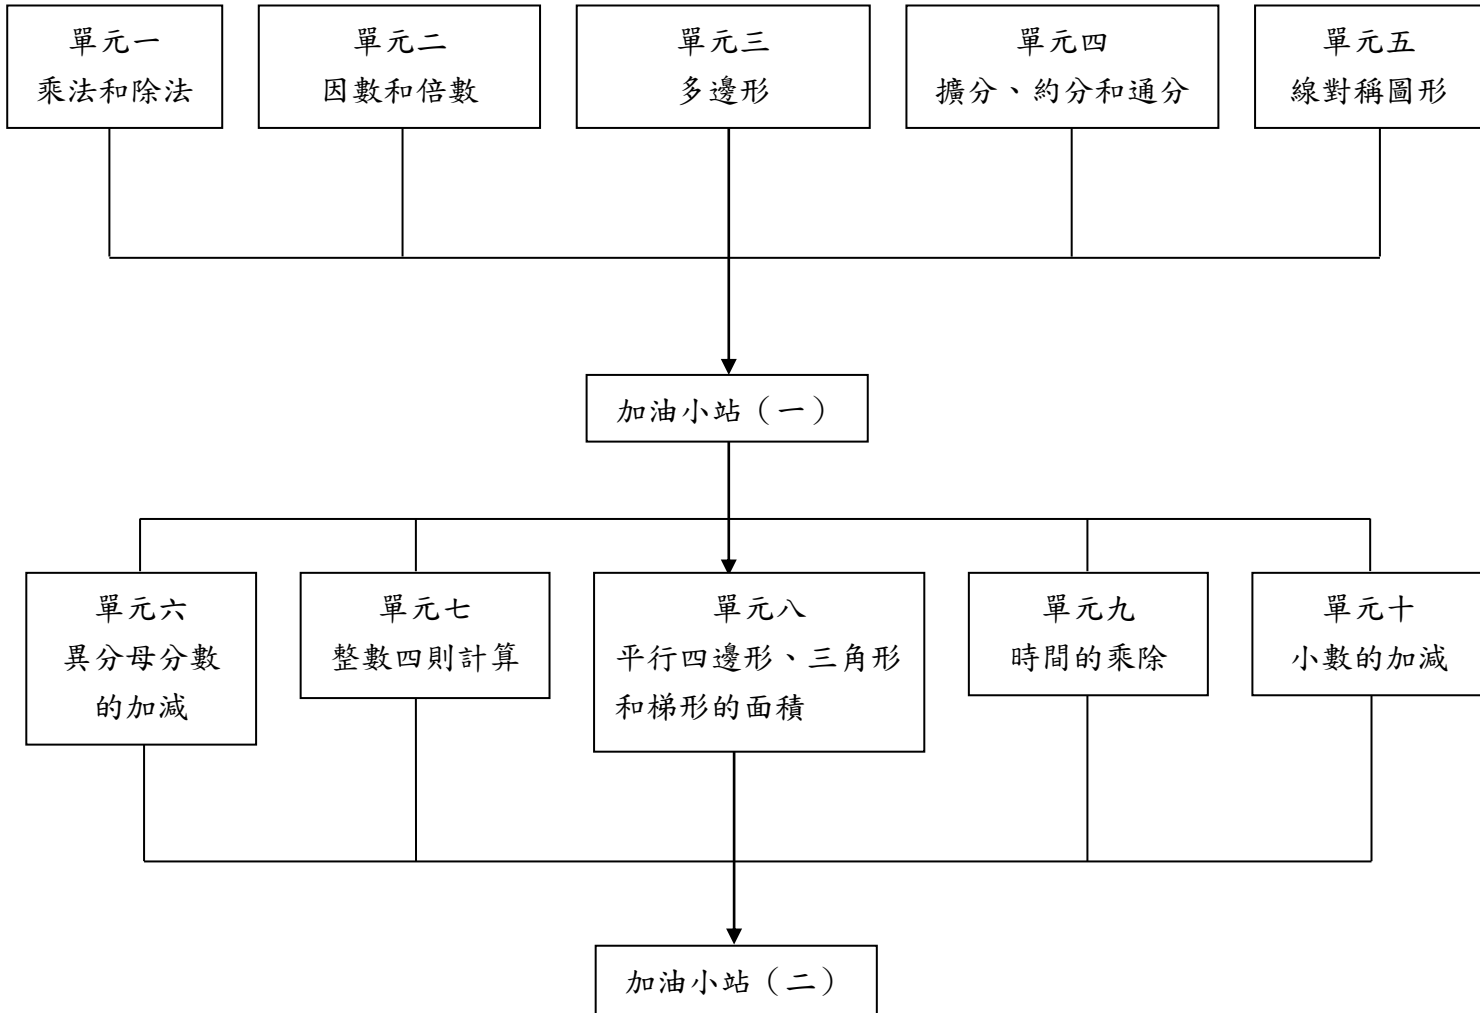 單元一
乘法和除法
單元二
因數和倍數
單元三
多邊形
單元四
擴分、約分和通分
單元五
線對稱圖形
加油小站（一）
單元六
異分母分數
的加減
單元七
整數四則計算
單元八
平行四邊形、三角形
和梯形的面積
單元九
時間的乘除
單元十
小數的加減
加油小站（二）